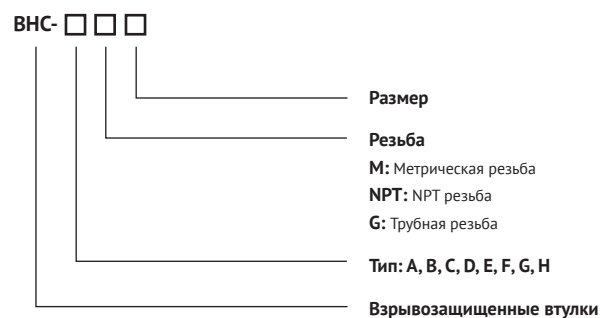 ВНС- □ □ □
Размер
Резьба
М: Метрическая резьба
NPT: NPT резьба
G: Трубная резьба
Тип: A, B, C, D, E, F, G, H
Взрывозащищенные втулки